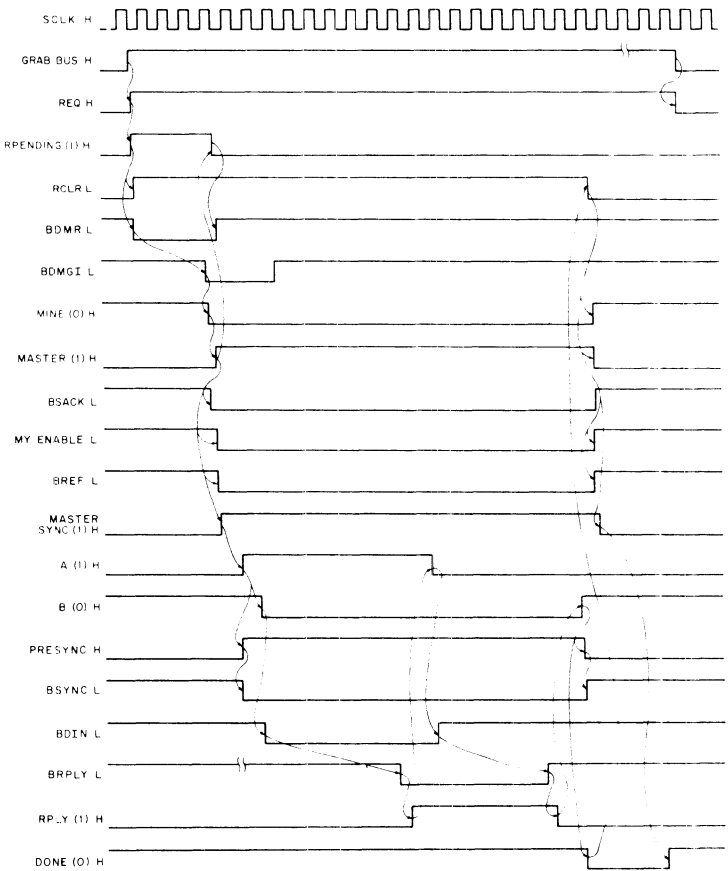 SCLK H
GRAB BUS H
REQ H
RPENDING (1) H
RCLR L
BDMR L
BDMGI L
MINE (0) H
MASTER (1) H
BSACK L
MY ENABLE L
BREF L
MASTER
SYNC (1) H
A (1) H
B (0) H
PRESYNC H
BSYNC L
BDIN L
BRPLY L
RPLY (1) H
DONE (0) H